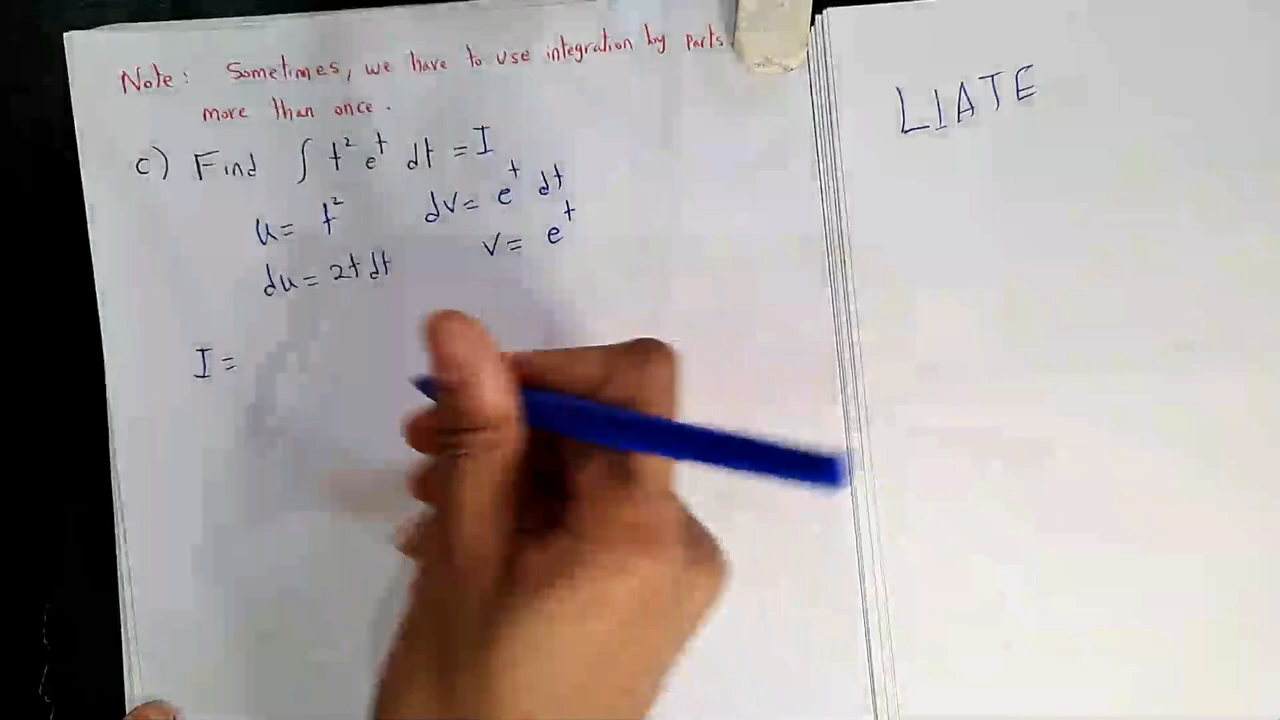 Note: Sometimes, we have to use integration by parts
more than once.
c) Find ∫ t² eᵗ dt = I
u = t² dv = eᵗ dt
du = 2t dt v = eᵗ
I =
LIATE